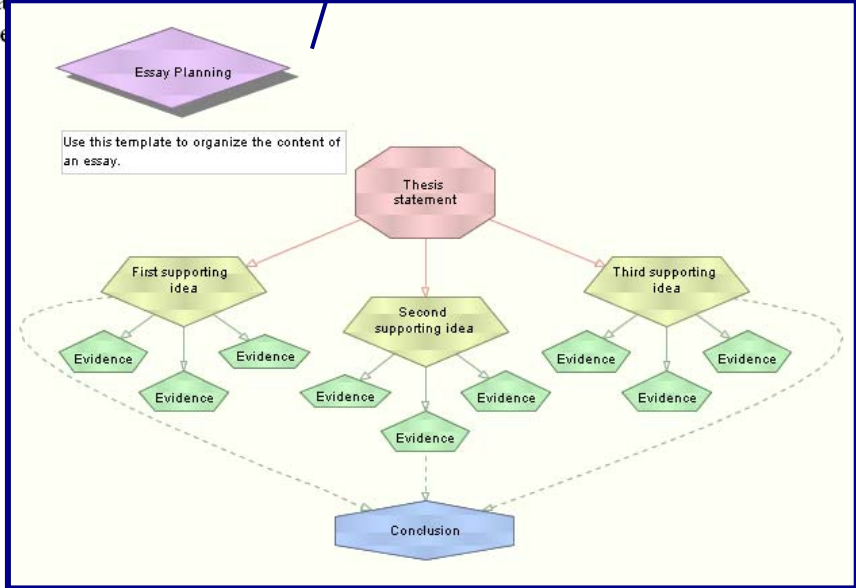 Essay Planning
Use this template to organize the content of
an essay.
Thesis
statement
First supporting
idea
Second
supporting idea
Third supporting
idea
Evidence
Evidence
Evidence
Evidence
Evidence
Evidence
Evidence
Evidence
Evidence
Conclusion